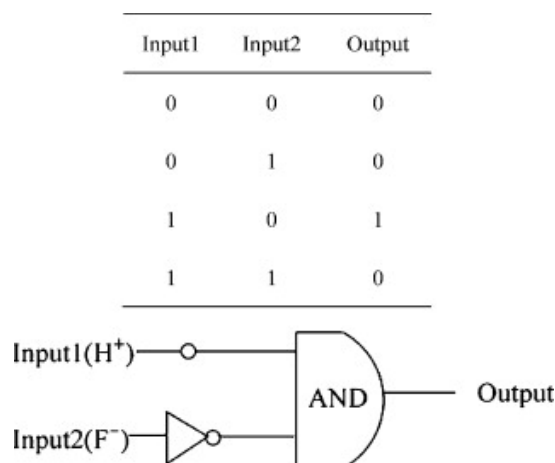 Input1 Input2 Output
0 0 0
0 1 0
1 0 1
1 1 0
Input1(H⁺)
AND
Output
Input2(F⁻)